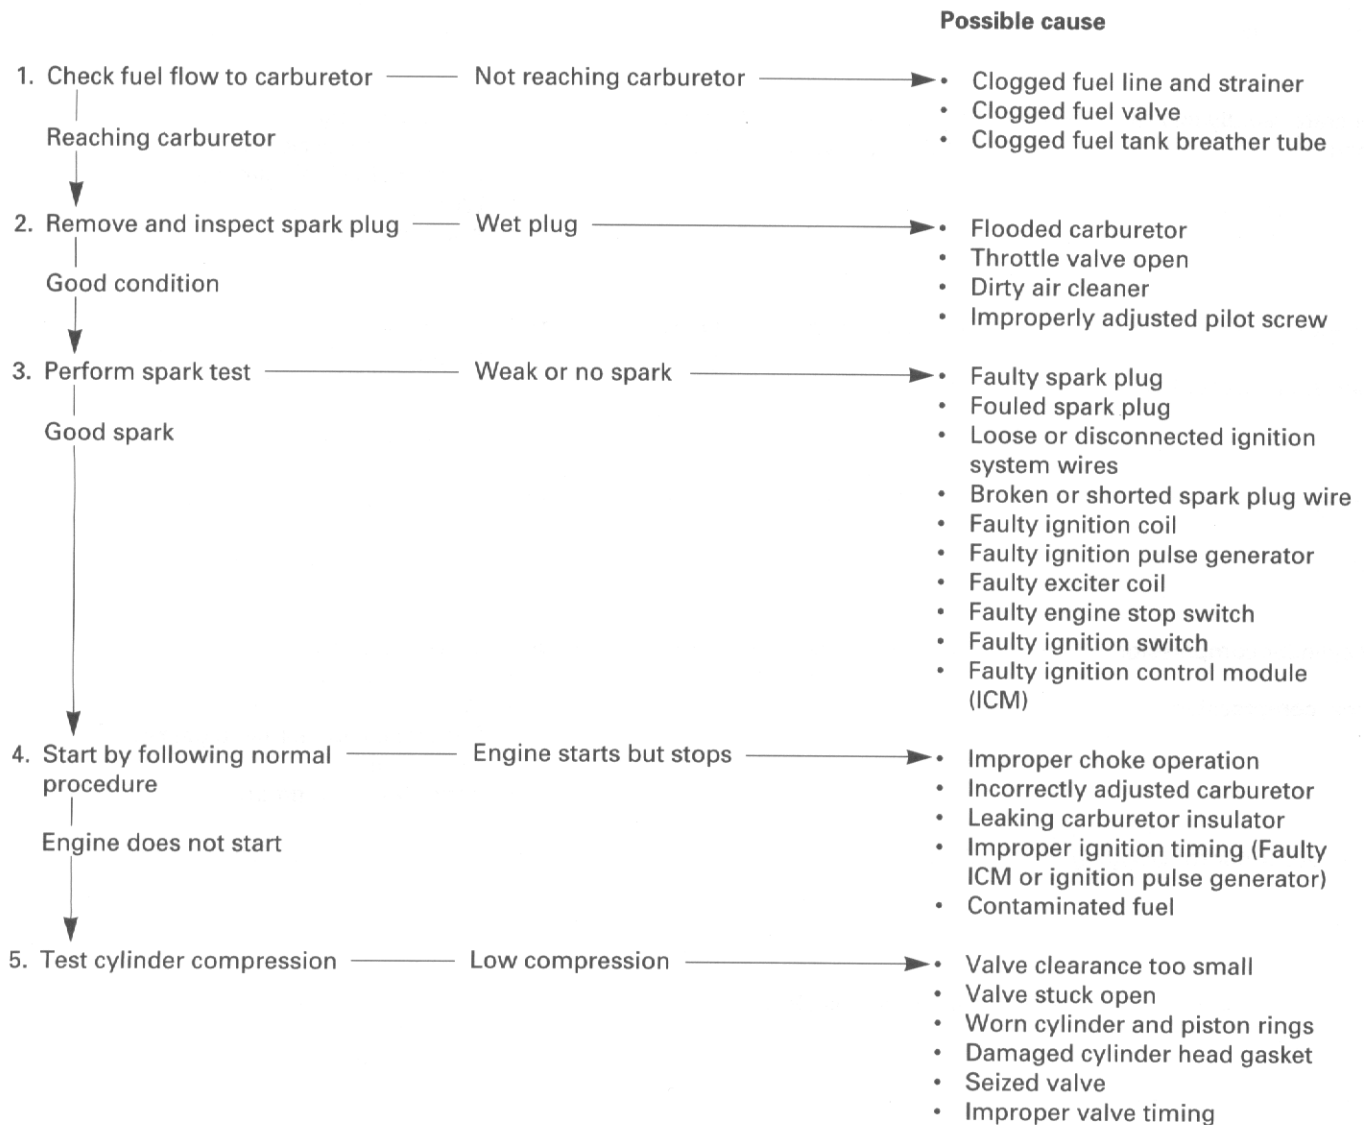 Possible cause
1. Check fuel flow to carburetor
Not reaching carburetor
• Clogged fuel line and strainer
• Clogged fuel valve
• Clogged fuel tank breather tube
Reaching carburetor
2. Remove and inspect spark plug
Wet plug
• Flooded carburetor
• Throttle valve open
• Dirty air cleaner
• Improperly adjusted pilot screw
Good condition
3. Perform spark test
Weak or no spark
• Faulty spark plug
• Fouled spark plug
• Loose or disconnected ignition
system wires
• Broken or shorted spark plug wire
• Faulty ignition coil
• Faulty ignition pulse generator
• Faulty exciter coil
• Faulty engine stop switch
• Faulty ignition switch
• Faulty ignition control module
(ICM)
Good spark
4. Start by following normal
procedure
Engine starts but stops
• Improper choke operation
• Incorrectly adjusted carburetor
• Leaking carburetor insulator
• Improper ignition timing (Faulty
ICM or ignition pulse generator)
• Contaminated fuel
Engine does not start
5. Test cylinder compression
Low compression
• Valve clearance too small
• Valve stuck open
• Worn cylinder and piston rings
• Damaged cylinder head gasket
• Seized valve
• Improper valve timing